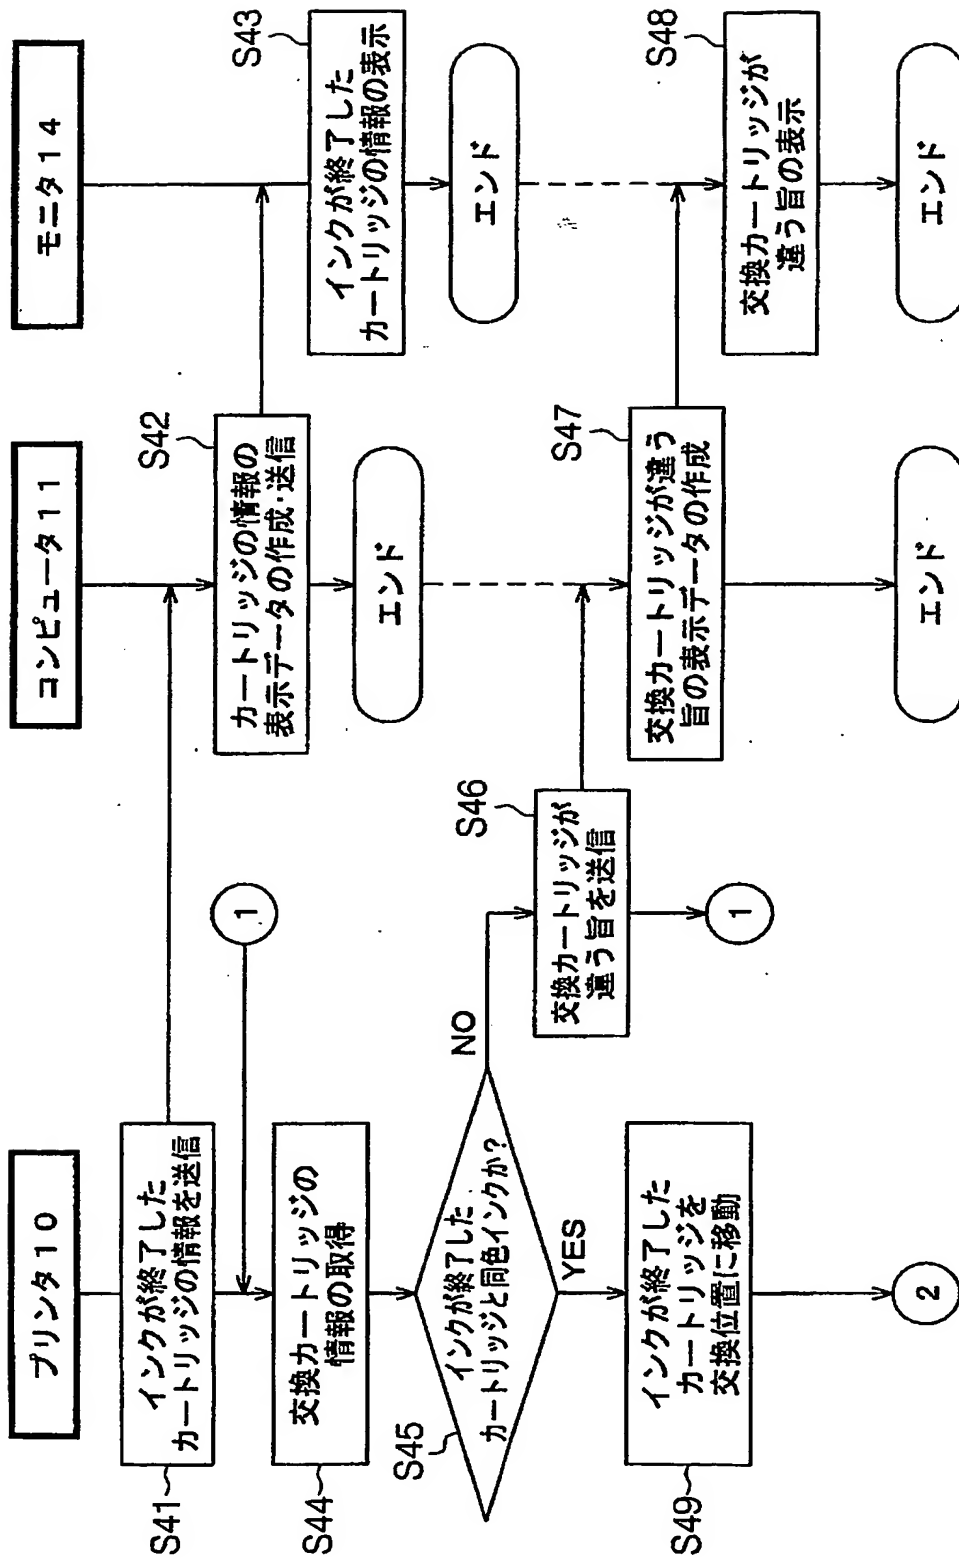 プリンタ10
コンピュータ11
モニタ14
S41
インクが終了した
カートリッジの情報を送信
S42
カートリッジの情報の
表示データの作成・送信
S43
インクが終了した
カートリッジの情報の表示
エンド
エンド
1
S44
交換カートリッジの
情報の取得
S45
インクが終了した
カートリッジと同色インクか?
NO
YES
S46
交換カートリッジが
違う旨を送信
1
S47
交換カートリッジが違う
旨の表示データの作成
S48
交換カートリッジが
違う旨の表示
エンド
エンド
S49
インクが終了した
カートリッジを
交換位置に移動
2